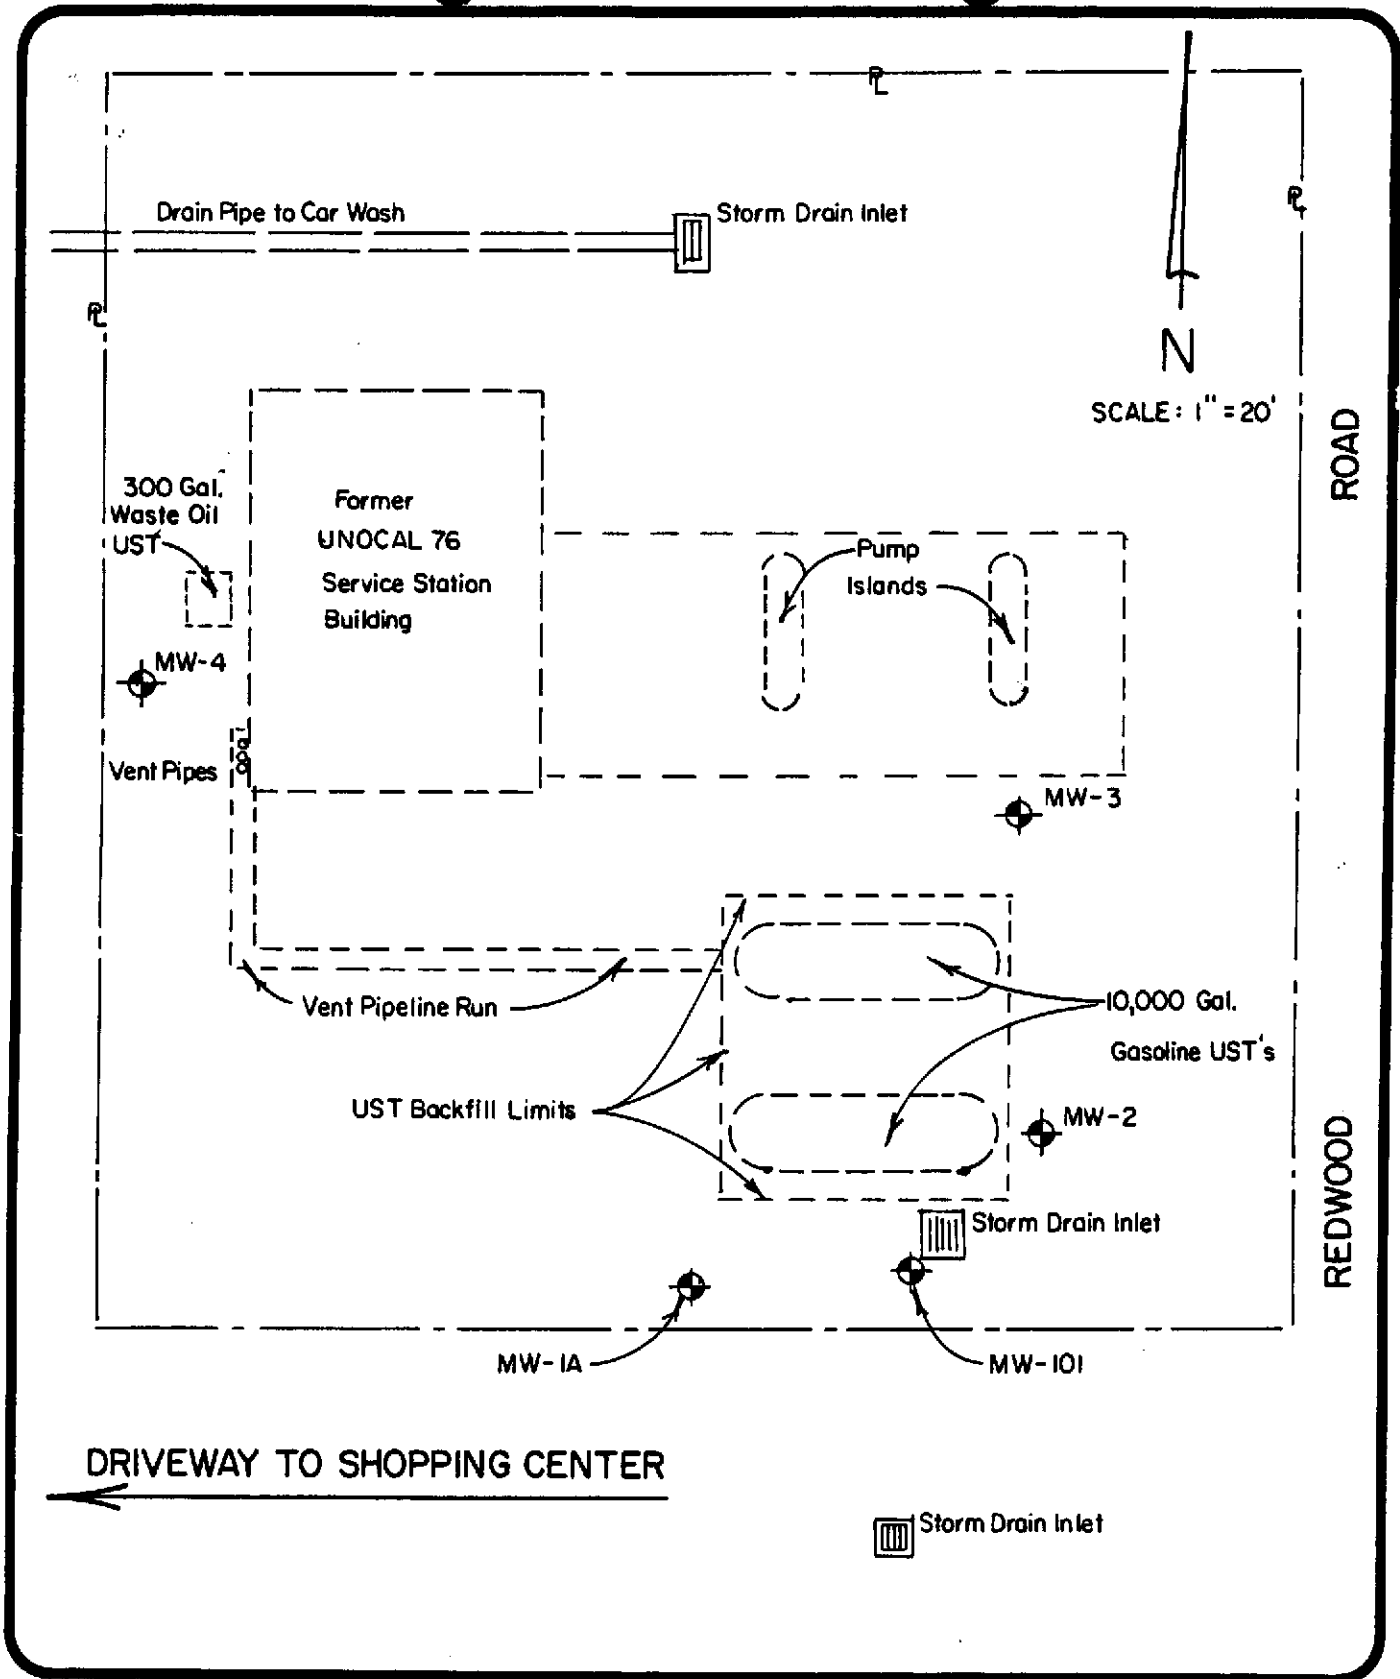 PL
Drain Pipe to Car Wash
Storm Drain Inlet
PL
PL
N
SCALE: 1" = 20'
ROAD
300 Gal.
Waste Oil
UST
Former
UNOCAL 76
Service Station
Building
Pump
Islands
MW-4
Vent Pipes
MW-3
Vent Pipeline Run
10,000 Gal.
Gasoline UST's
UST Backfill Limits
MW-2
REDWOOD
Storm Drain Inlet
MW-1A
MW-101
DRIVEWAY TO SHOPPING CENTER
Storm Drain Inlet